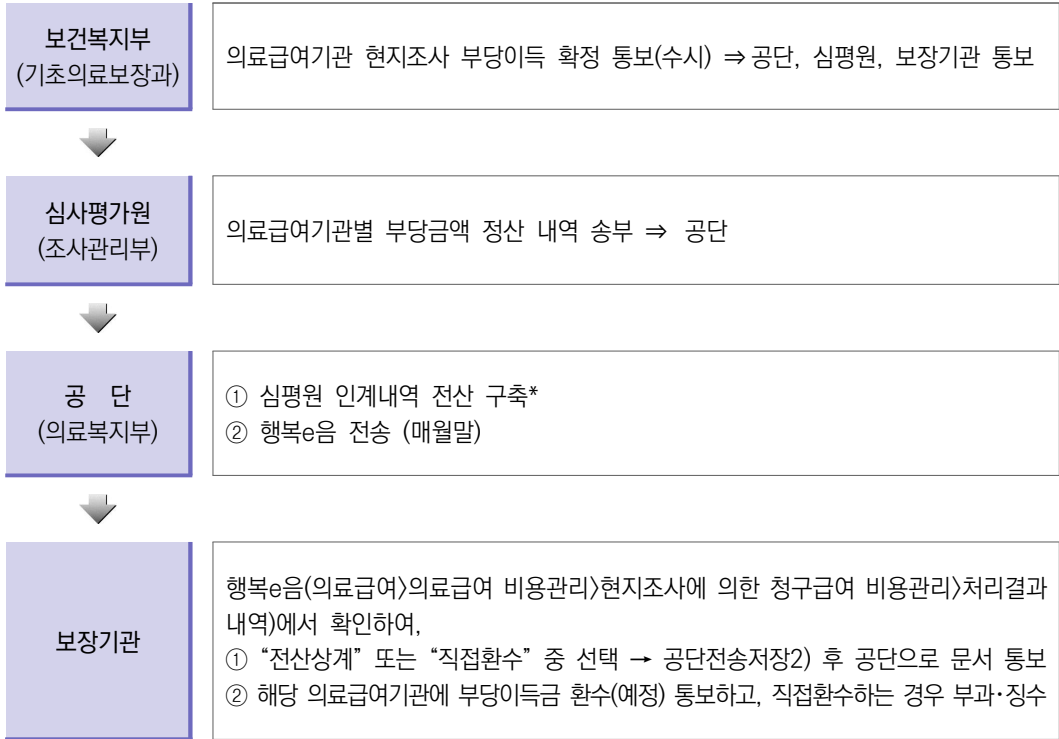 보건복지부
(기초의료보장과)
의료급여기관 현지조사 부당이득 확정 통보(수시) ⇒ 공단, 심평원, 보장기관 통보
심사평가원
(조사관리부)
의료급여기관별 부당금액 정산 내역 송부 ⇒ 공단
공 단
(의료복지부)
① 심평원 인계내역 전산 구축*
② 행복e음 전송 (매월말)
보장기관
행복e음(의료급여〉의료급여 비용관리〉현지조사에 의한 청구급여 비용관리〉처리결과
내역)에서 확인하여,
① “전산상계” 또는 “직접환수” 중 선택 → 공단전송저장2) 후 공단으로 문서 통보
② 해당 의료급여기관에 부당이득금 환수(예정) 통보하고, 직접환수하는 경우 부과·징수